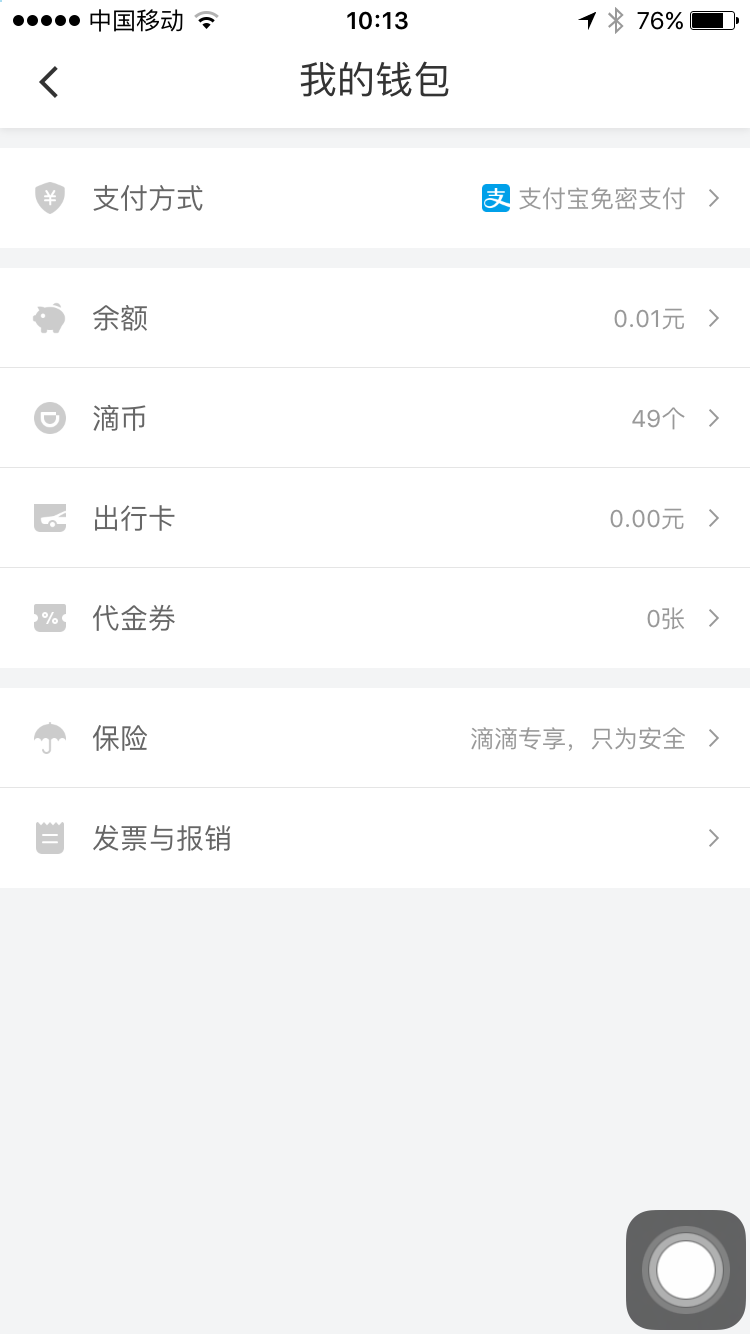 中国移动 10:13 76%
我的钱包
支付方式 支付宝免密支付
余额 0.01元
滴币 49个
出行卡 0.00元
代金券 0张
保险 滴滴专享，只为安全
发票与报销